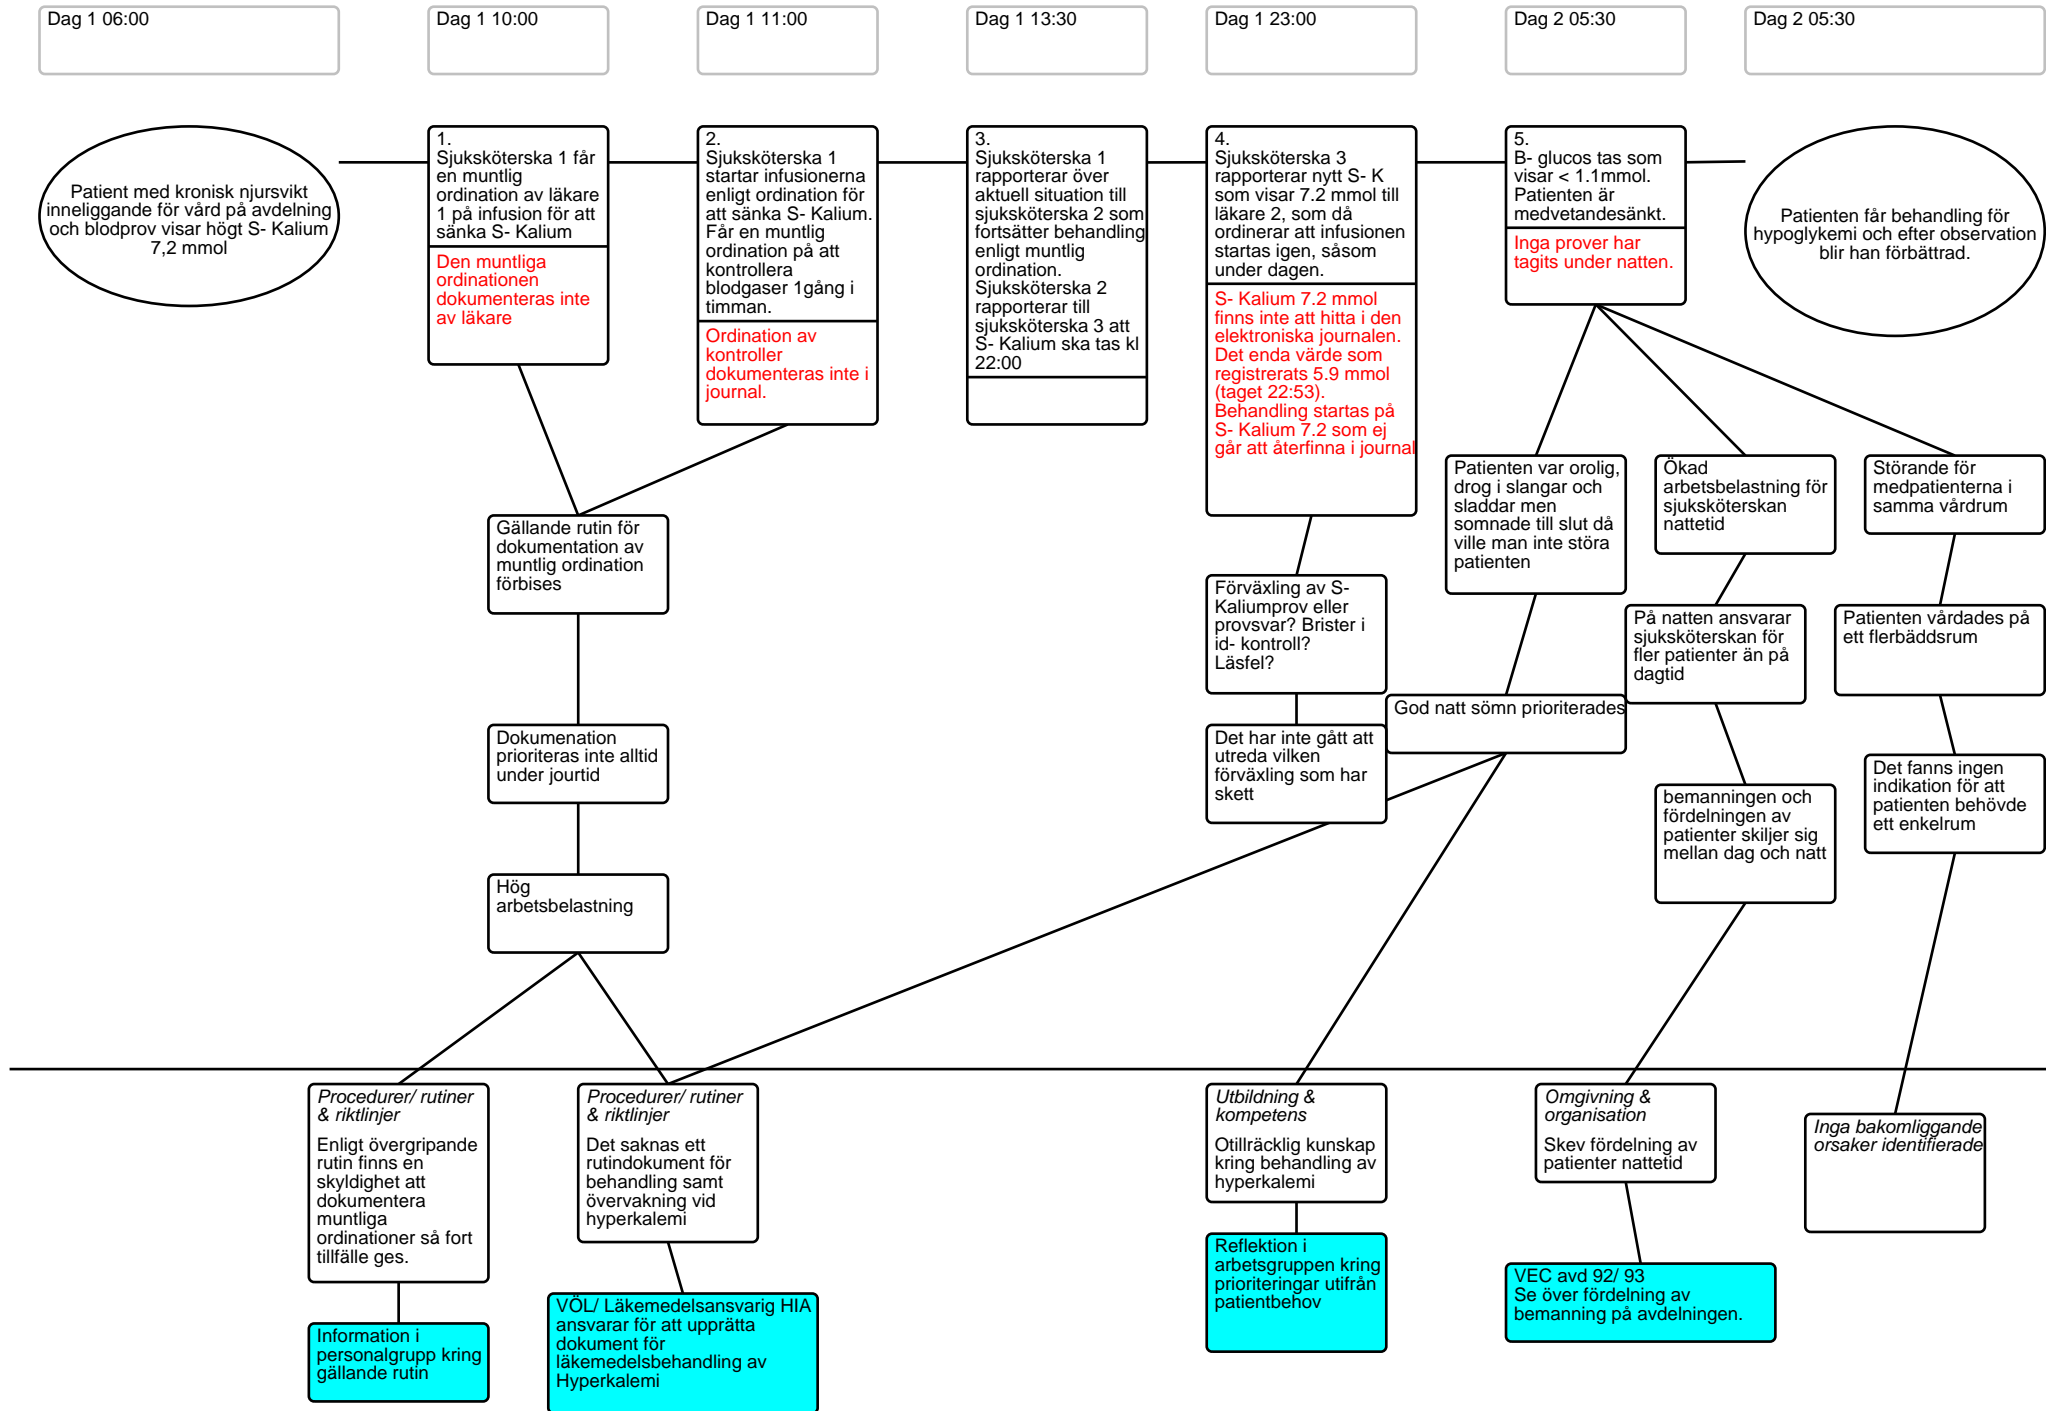 Dag 1 06:00
Dag 1 10:00
Dag 1 11:00
Dag 1 13:30
Dag 1 23:00
Dag 2 05:30
Dag 2 05:30
Patient med kronisk njursvikt
inneliggande för vård på avdelning
och blodprov visar högt S- Kalium
7,2 mmol
1.
Sjuksköterska 1 får
en muntlig
ordination av läkare
1 på infusion för att
sänka S- Kalium
Den muntliga
ordinationen
dokumenteras inte
av läkare
2.
Sjuksköterska 1
startar infusionerna
enligt ordination för
att sänka S- Kalium.
Får en muntlig
ordination på att
kontrollera
blodgaser 1gång i
timman.
Ordination av
kontroller
dokumenteras inte i
journal.
3.
Sjuksköterska 1
rapporterar över
aktuell situation till
sjuksköterska 2 som
fortsätter behandling
enligt muntlig
ordination.
Sjuksköterska 2
rapporterar till
sjuksköterska 3 att
S- Kalium ska tas kl
22:00
4.
Sjuksköterska 3
rapporterar nytt S- K
som visar 7.2 mmol till
läkare 2, som då
ordinerar att infusionen
startas igen, såsom
under dagen.
S- Kalium 7.2 mmol
finns inte att hitta i den
elektroniska journalen.
Det enda värde som
registrerats 5.9 mmol
(taget 22:53).
Behandling startas på
S- Kalium 7.2 som ej
går att återfinna i journal
5.
B- glucos tas som
visar < 1.1mmol.
Patienten är
medvetandesänkt.
Inga prover har
tagits under natten.
Patienten får behandling för
hypoglykemi och efter observation
blir han förbättrad.
Gällande rutin för
dokumentation av
muntlig ordination
förbises
Dokumenation
prioriteras inte alltid
under jourtid
Hög
arbetsbelastning
Förväxling av S-
Kaliumprov eller
provsvar? Brister i
id- kontroll?
Läsfel?
Det har inte gått att
utreda vilken
förväxling som har
skett
Patienten var orolig,
drog i slangar och
sladdar men
somnade till slut då
ville man inte störa
patienten
God natt sömn prioriterades
Ökad
arbetsbelastning för
sjuksköterskan
nattetid
På natten ansvarar
sjuksköterskan för
fler patienter än på
dagtid
bemanningen och
fördelningen av
patienter skiljer sig
mellan dag och natt
Störande för
medpatienterna i
samma vårdrum
Patienten vårdades på
ett flerbäddsrum
Det fanns ingen
indikation för att
patienten behövde
ett enkelrum
Procedurer/ rutiner
& riktlinjer
Enligt övergripande
rutin finns en
skyldighet att
dokumentera
muntliga
ordinationer så fort
tillfälle ges.
Information i
personalgrupp kring
gällande rutin
Procedurer/ rutiner
& riktlinjer
Det saknas ett
rutindokument för
behandling samt
övervakning vid
hyperkalemi
VÖL/ Läkemedelsansvarig HIA
ansvarar för att upprätta
dokument för
läkemedelsbehandling av
Hyperkalemi
Utbildning &
kompetens
Otillräcklig kunskap
kring behandling av
hyperkalemi
Reflektion i
arbetsgruppen kring
prioriteringar utifrån
patientbehov
Omgivning &
organisation
Skev fördelning av
patienter nattetid
VEC avd 92/ 93
Se över fördelning av
bemanning på avdelningen.
Inga bakomliggande
orsaker identifierade